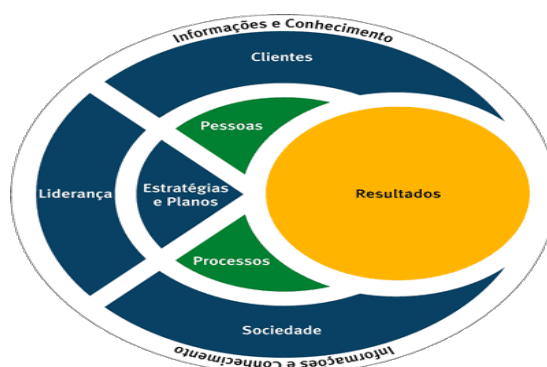 Informações e Conhecimento
Clientes
Pessoas
Liderança
Estratégias
e Planos
Resultados
Processos
Sociedade
Informações e Conhecimento